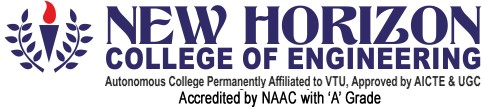 NEW HORIZON
COLLEGE OF ENGINEERING
Autonomous College Permanently Affiliated to VTU, Approved by AICTE & UGC
Accredited by NAAC with ‘A’ Grade